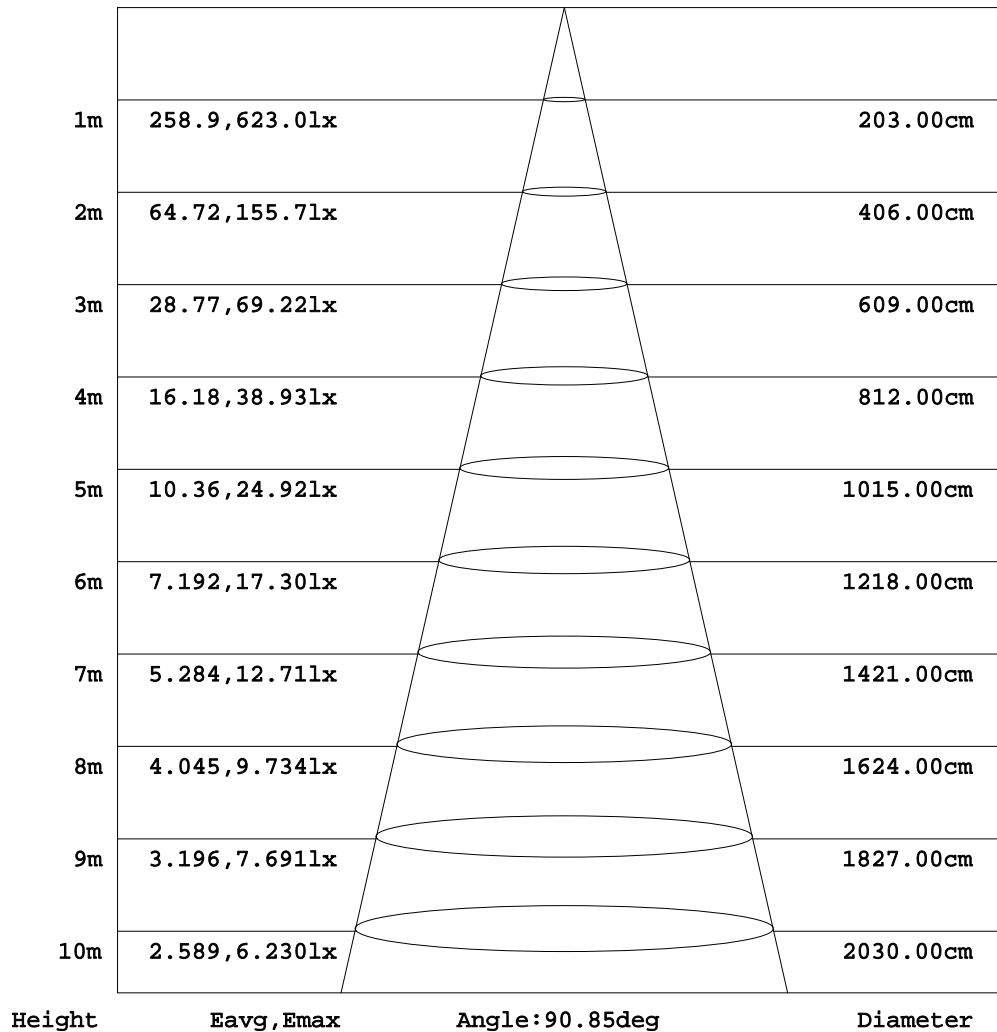 1m 258.9,623.0lx 203.00cm
2m 64.72,155.7lx 406.00cm
3m 28.77,69.22lx 609.00cm
4m 16.18,38.93lx 812.00cm
5m 10.36,24.92lx 1015.00cm
6m 7.192,17.30lx 1218.00cm
7m 5.284,12.71lx 1421.00cm
8m 4.045,9.734lx 1624.00cm
9m 3.196,7.691lx 1827.00cm
10m 2.589,6.230lx 2030.00cm
Height Eavg,Emax Angle:90.85deg Diameter